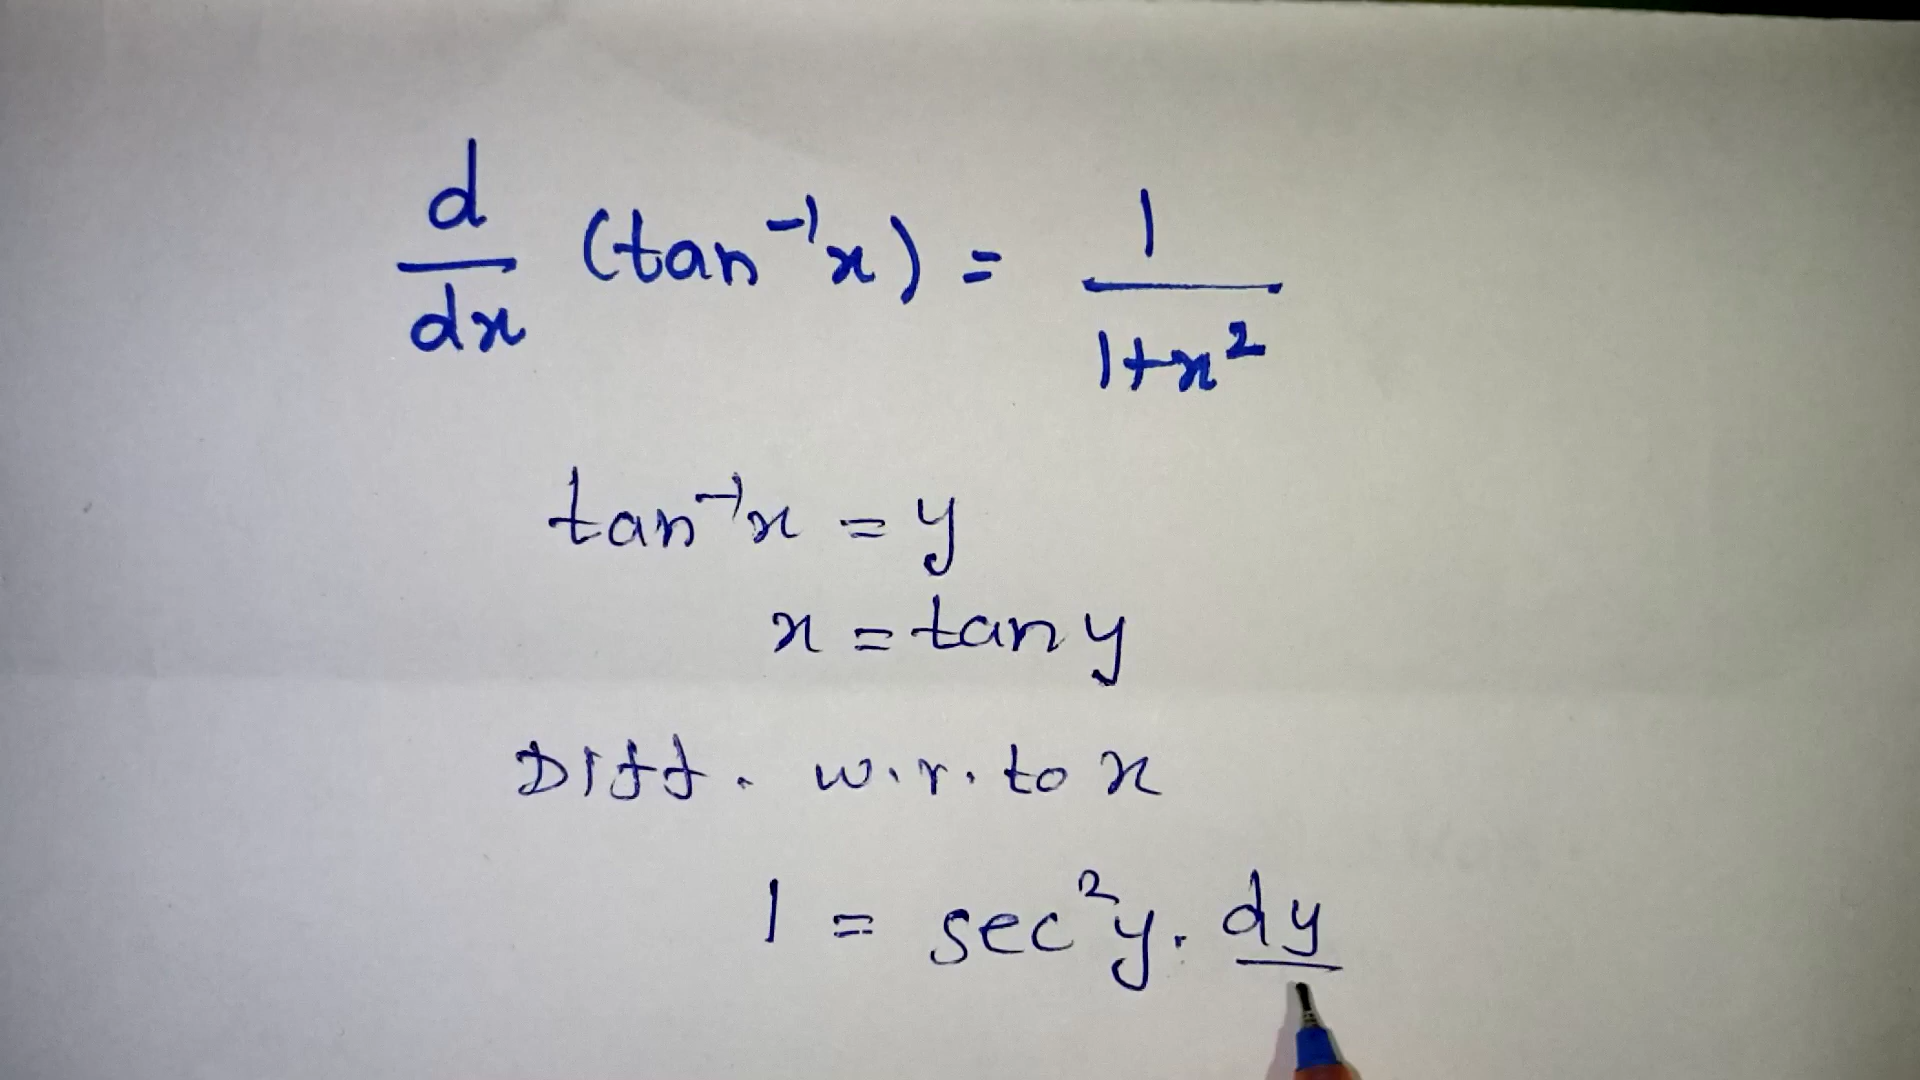 d/dx (tan⁻¹x) = 1/(1+x²)
tan⁻¹x = y
x = tan y
Diff. w.r. to x
1 = sec²y. dy